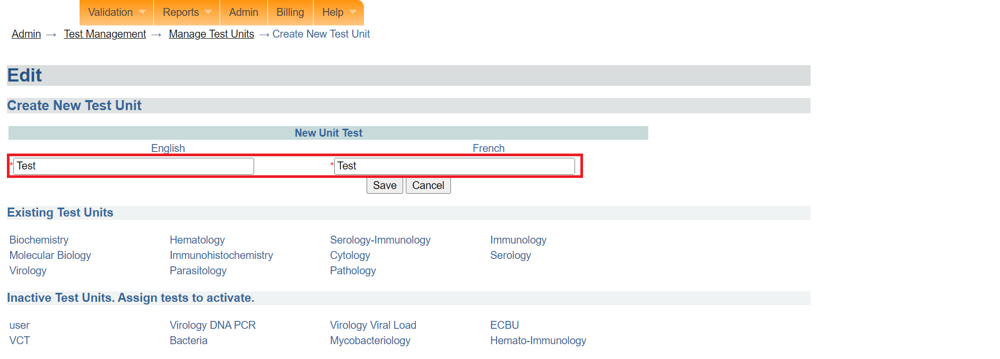 Validation Reports Admin Billing Help
Admin → Test Management → Manage Test Units → Create New Test Unit
Edit
Create New Test Unit
New Unit Test
English French
*Test *Test
Save Cancel
Existing Test Units
Biochemistry Hematology Serology-Immunology Immunology
Molecular Biology Immunohistochemistry Cytology Serology
Virology Parasitology Pathology
Inactive Test Units. Assign tests to activate.
user Virology DNA PCR Virology Viral Load ECBU
VCT Bacteria Mycobacteriology Hemato-Immunology